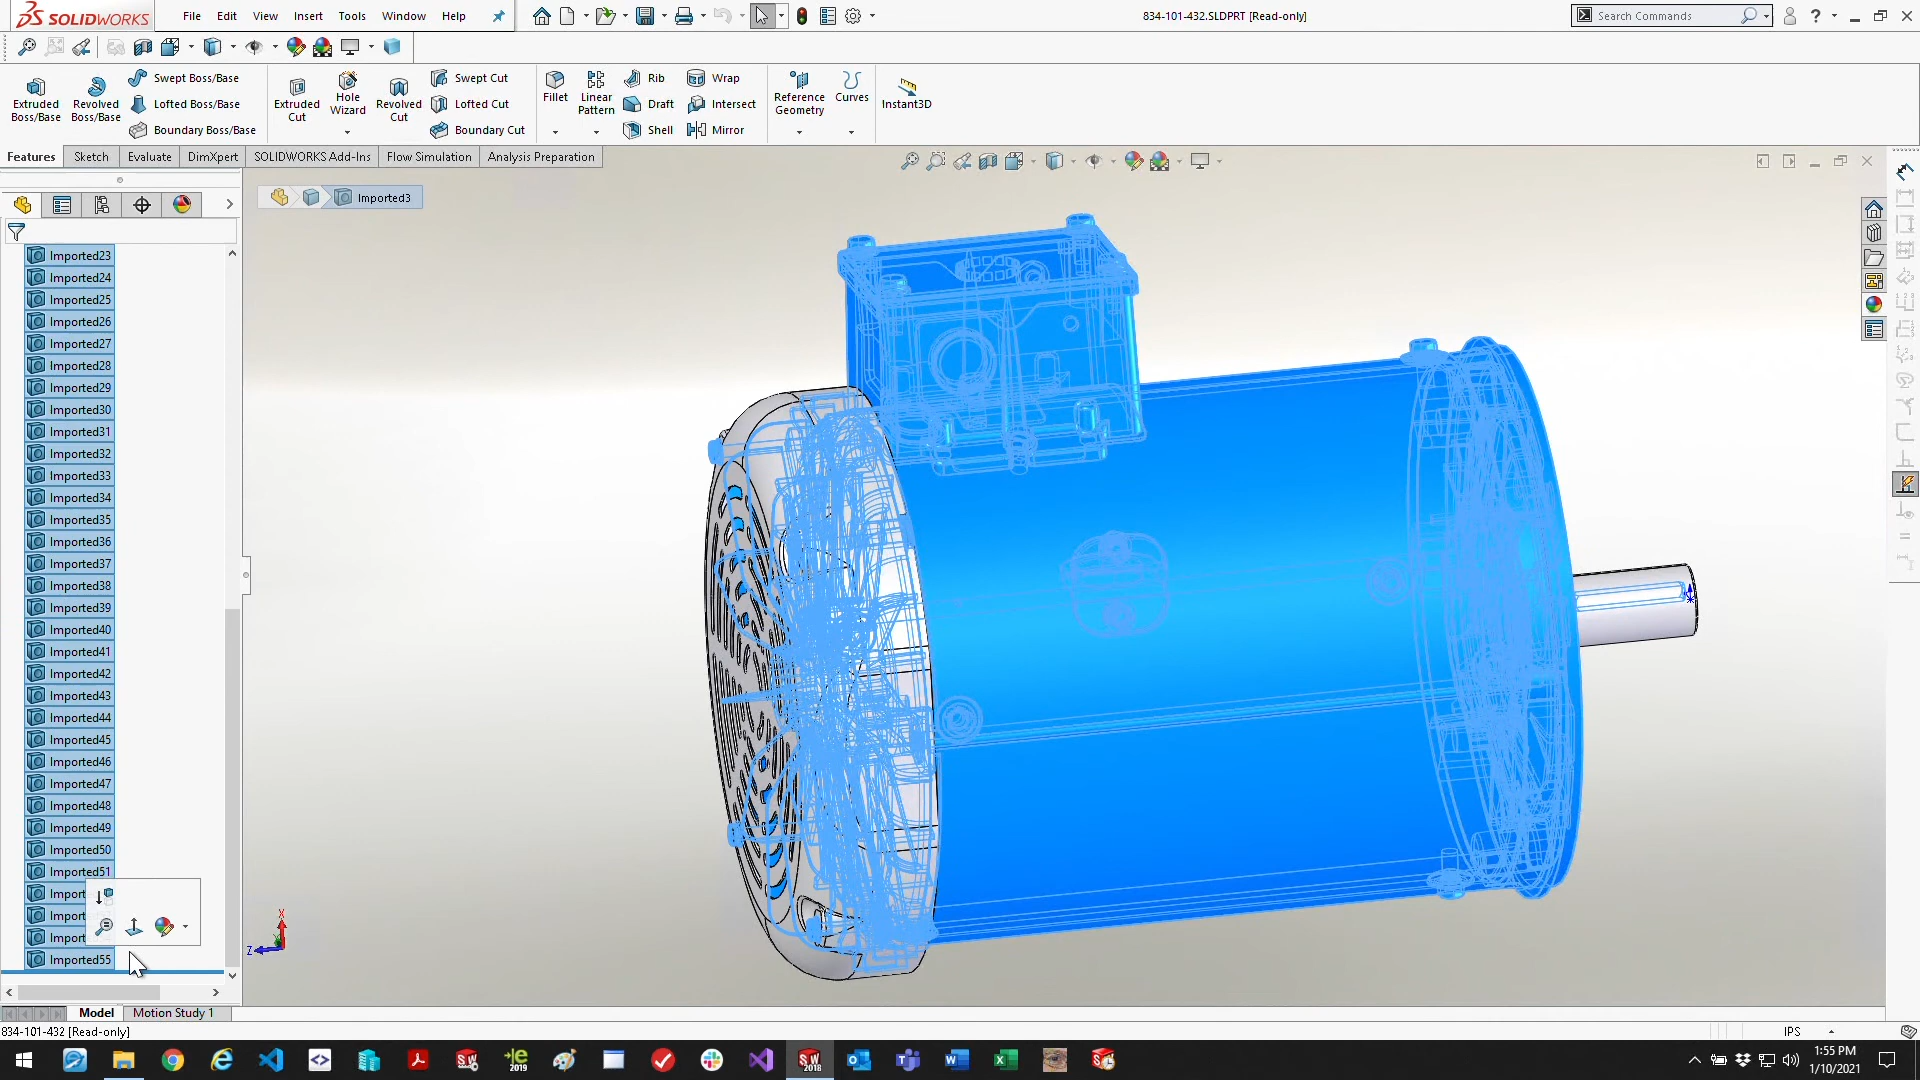 SOLIDWORKS
File Edit View Insert Tools Window Help
834-101-432.SLDPRT [Read-only]
Search Commands
Extruded Boss/Base
Revolved Boss/Base
Swept Boss/Base
Lofted Boss/Base
Boundary Boss/Base
Extruded Cut
Hole Wizard
Revolved Cut
Swept Cut
Lofted Cut
Boundary Cut
Fillet
Linear Pattern
Rib
Draft
Shell
Wrap
Intersect
Mirror
Reference Geometry
Curves
Instant3D
Features Sketch Evaluate DimXpert SOLIDWORKS Add-Ins Flow Simulation Analysis Preparation
Imported3
Imported23
Imported24
Imported25
Imported26
Imported27
Imported28
Imported29
Imported30
Imported31
Imported32
Imported33
Imported34
Imported35
Imported36
Imported37
Imported38
Imported39
Imported40
Imported41
Imported42
Imported43
Imported44
Imported45
Imported46
Imported47
Imported48
Imported49
Imported50
Imported51
Import
Import
Import
Imported55
X
Z
Model Motion Study 1
834-101-432 [Read-only]
IPS
2019
SW 2018
1:55 PM
1/10/2021